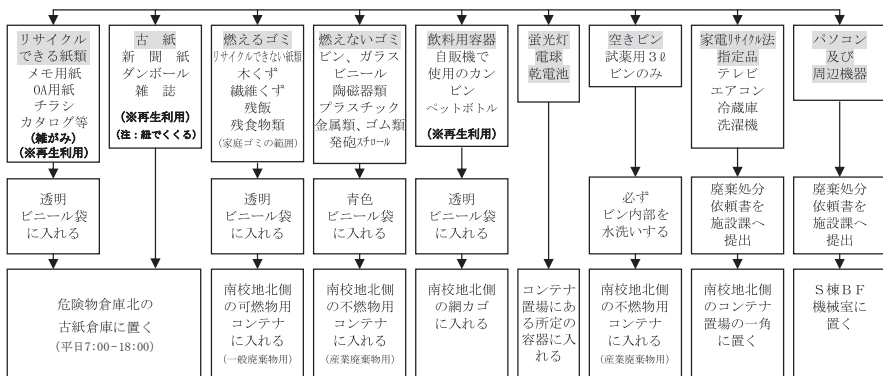 リサイクル
できる紙類
メモ用紙
OA用紙
チラシ
カタログ等
(雑がみ)
(※再生利用)
古紙
新聞紙
ダンボール
雑誌
(※再生利用)
(注：紐でくくる)
燃えるゴミ
リサイクルできない紙類
木くず
繊維くず
残飯
残食物類
(家庭ゴミの範囲)
燃えないゴミ
ビン、ガラス
ビニール
陶磁器類
プラスチック
金属類、ゴム類
発砲スチロール
飲料用容器
自販機で
使用のカン
ビン
ペットボトル
(※再生利用)
蛍光灯
電球
乾電池
空きビン
試薬用3ℓ
ビンのみ
家電リサイクル法
指定品
テレビ
エアコン
冷蔵庫
洗濯機
パソコン
及び
周辺機器
透明
ビニール袋
に入れる
透明
ビニール袋
に入れる
青色
ビニール袋
に入れる
透明
ビニール袋
に入れる
必ず
ビン内部を
水洗いする
廃棄処分
依頼書を
施設課へ
提出
廃棄処分
依頼書を
施設課へ
提出
危険物倉庫北の
古紙倉庫に置く
(平日7:00-18:00)
南校地北側
の可燃物用
コンテナ
に入れる
(一般廃棄物用)
南校地北側
の不燃物用
コンテナ
に入れる
(産業廃棄物用)
南校地北側
の網カゴ
に入れる
コンテナ
置場にあ
る所定の
容器に入
れる
南校地北側
の不燃物用
コンテナ
に入れる
(産業廃棄物用)
南校地北側
のコンテナ
置場の一角
に置く
S棟BF
機械室
に置く